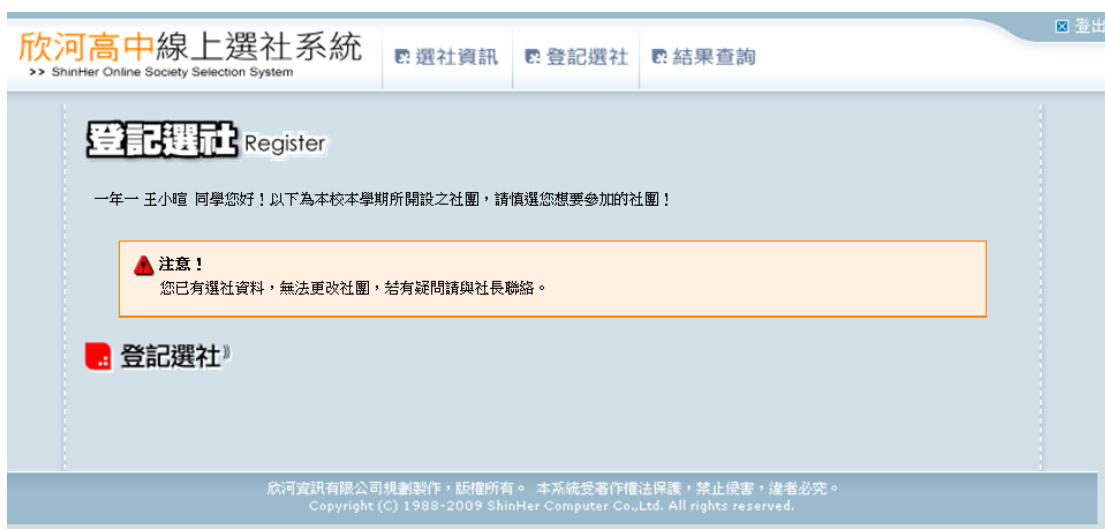 登出
欣河高中線上選社系統
>> ShinHer Online Society Selection System
選社資訊 登記選社 結果查詢
登記選社 Register
一年一 王小暄 同學您好！以下為本校本學期所開設之社團，請慎選您想要參加的社團！
注意！
您已有選社資料，無法更改社團，若有疑問請與社長聯絡。
登記選社
欣河資訊有限公司規劃製作，版權所有。 本系統受著作權法保護，禁止侵害，違者必究。
Copyright (C) 1988-2009 ShinHer Computer Co.,Ltd. All rights reserved.